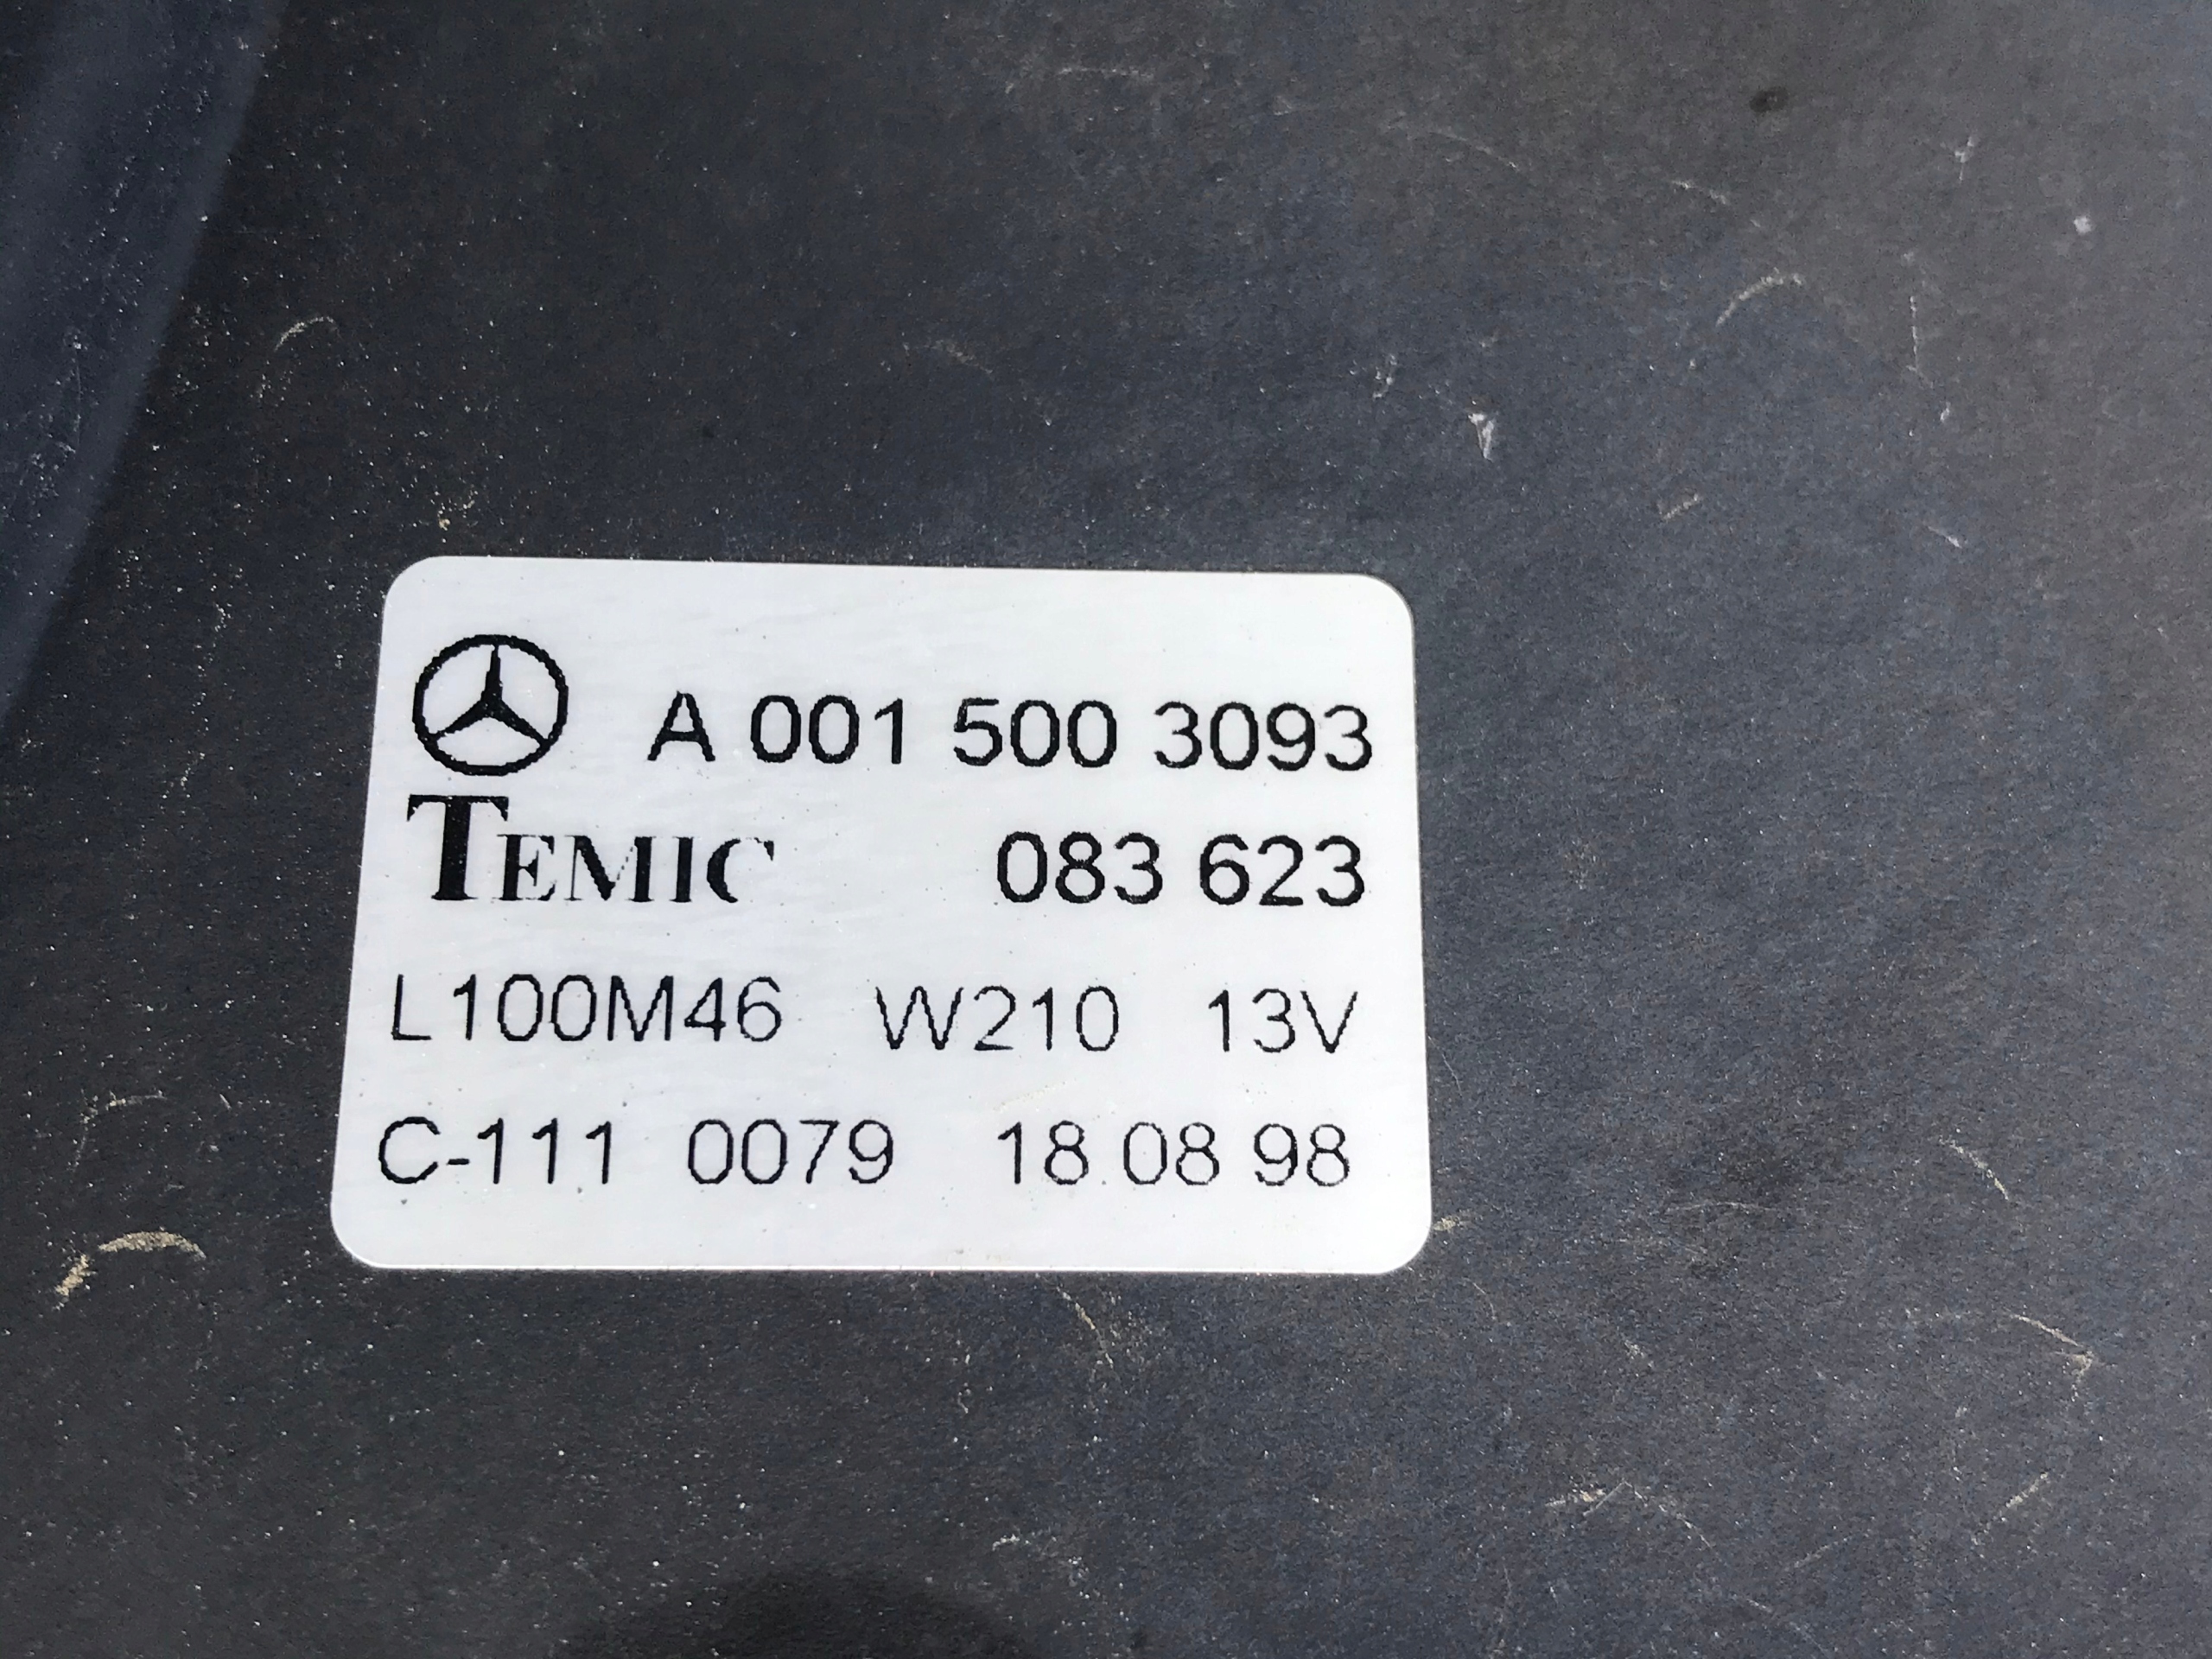 A 001 500 3093
TEMIC 083 623
L100M46 W210 13V
C-111 0079 18.08 98